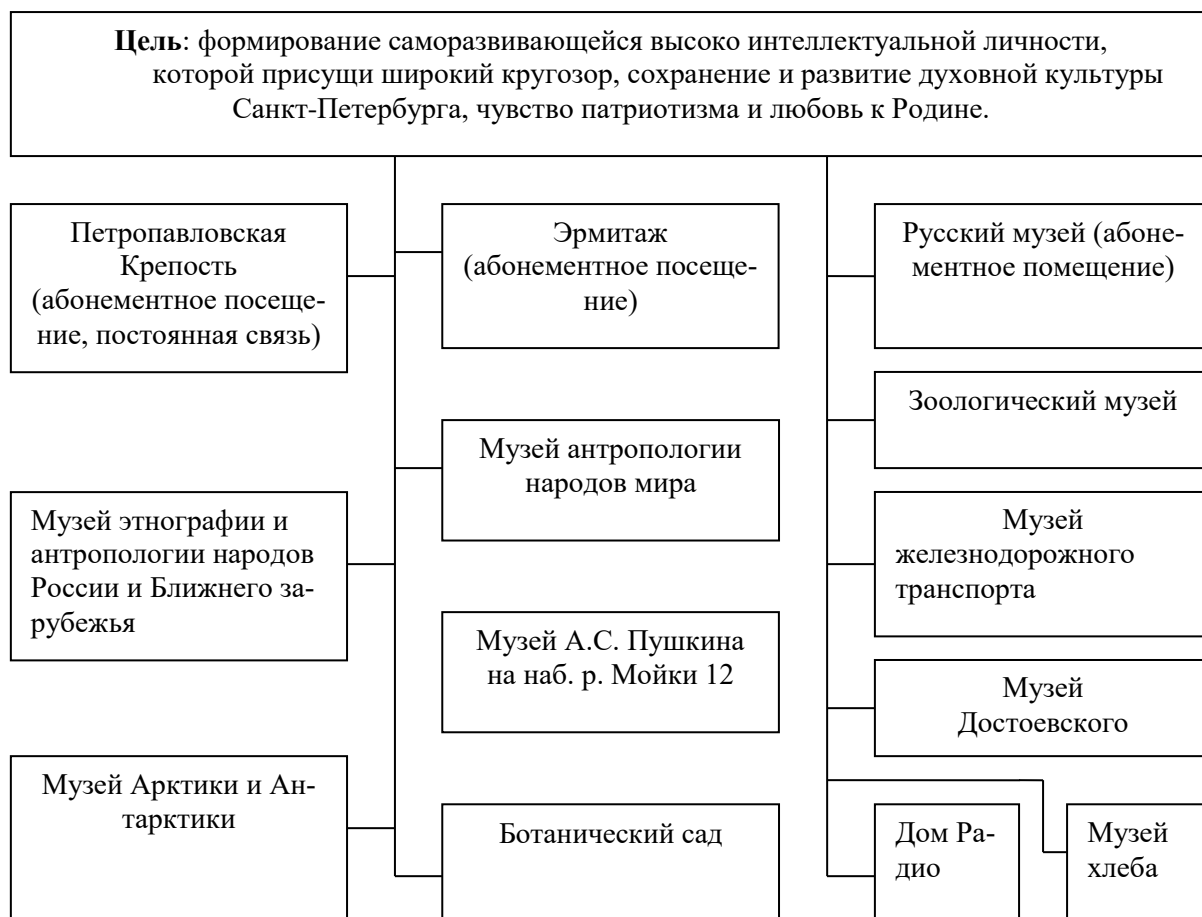 Цель: формирование саморазвивающейся высоко интеллектуальной личности,
которой присущи широкий кругозор, сохранение и развитие духовной культуры
Санкт-Петербурга, чувство патриотизма и любовь к Родине.
Петропавловская
Крепость
(абонементное посеще-
ние, постоянная связь)
Эрмитаж
(абонементное посеще-
ние)
Русский музей (абоне-
ментное помещение)
Зоологический музей
Музей антропологии
народов мира
Музей этнографии и
антропологии народов
России и Ближнего за-
рубежья
Музей
железнодорожного
транспорта
Музей А.С. Пушкина
на наб. р. Мойки 12
Музей
Достоевского
Музей Арктики и Ан-
тарктики
Ботанический сад
Дом Ра-
дио
Музей
хлеба